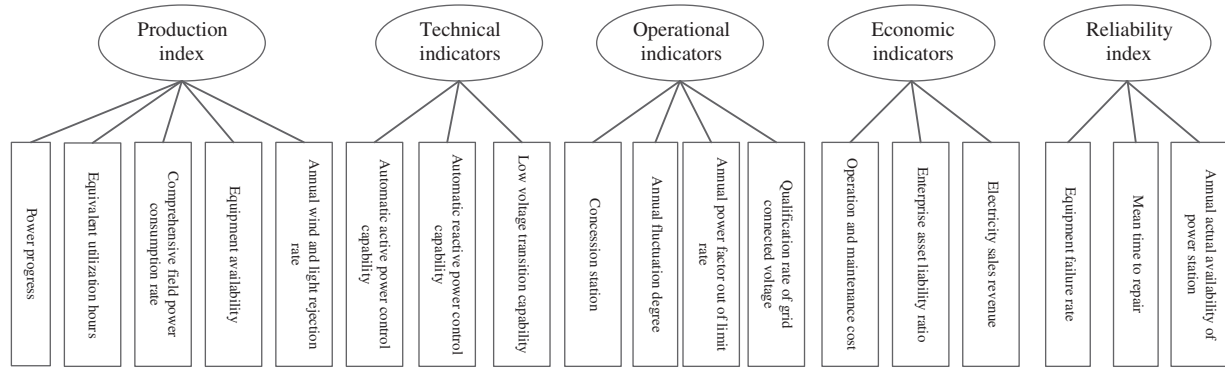 Production
index
Technical
indicators
Operational
indicators
Economic
indicators
Reliability
index
Power progress
Equivalent utilization hours
Comprehensive field power
consumption rate
Equipment availability
Annual wind and light rejection
rate
Automatic active power control
capability
Automatic reactive power control
capability
Low voltage transition capability
Concession station
Annual fluctuation degree
Annual power factor out of limit
rate
Qualification rate of grid
connected voltage
Operation and maintenance cost
Enterprise asset liability ratio
Electricity sales revenue
Equipment failure rate
Mean time to repair
Annual actual availability of
power station